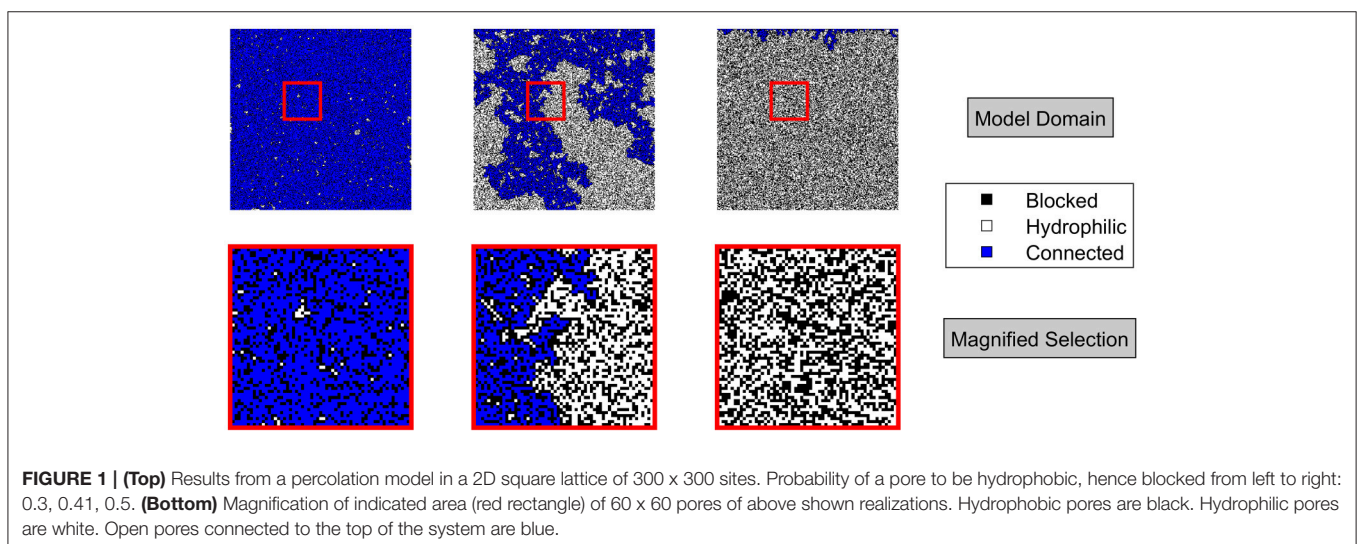 Model Domain
Blocked
Hydrophilic
Connected
Magnified Selection
FIGURE 1 | (Top) Results from a percolation model in a 2D square lattice of 300 x 300 sites. Probability of a pore to be hydrophobic, hence blocked from left to right:
0.3, 0.41, 0.5. (Bottom) Magnification of indicated area (red rectangle) of 60 x 60 pores of above shown realizations. Hydrophobic pores are black. Hydrophilic pores
are white. Open pores connected to the top of the system are blue.